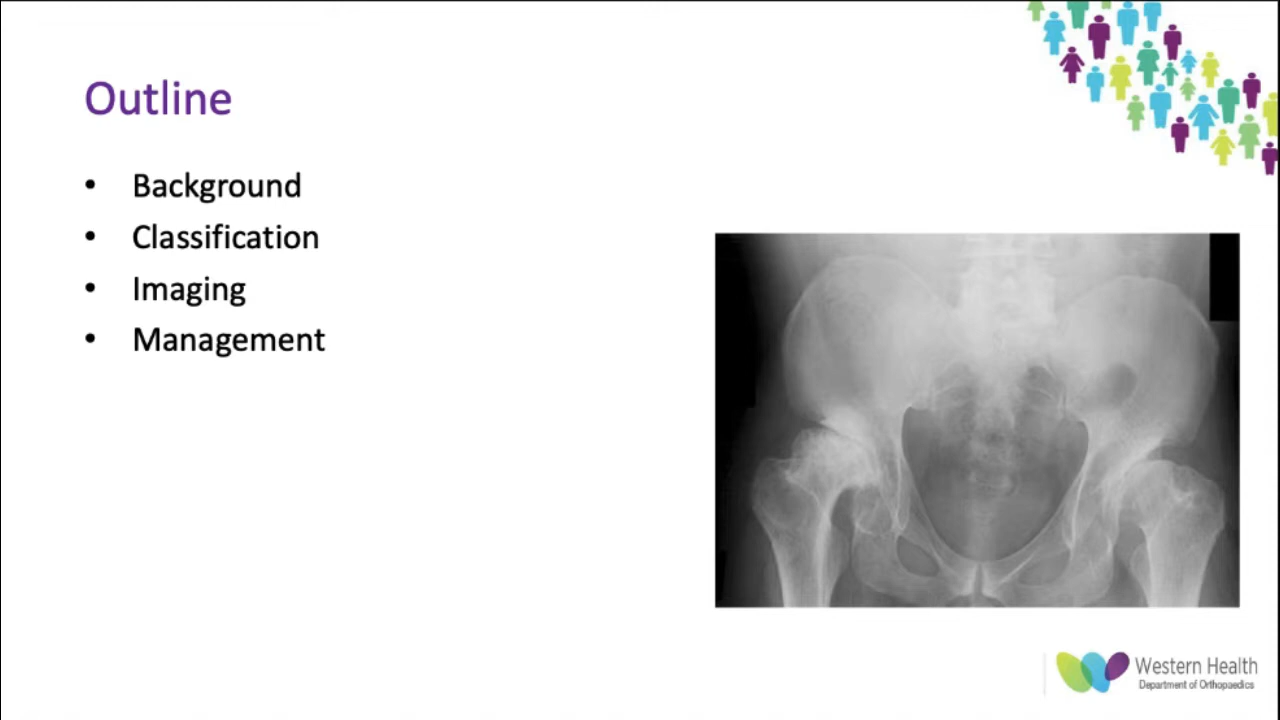 Outline
• Background
• Classification
• Imaging
• Management
Western Health
Department of Orthopaedics